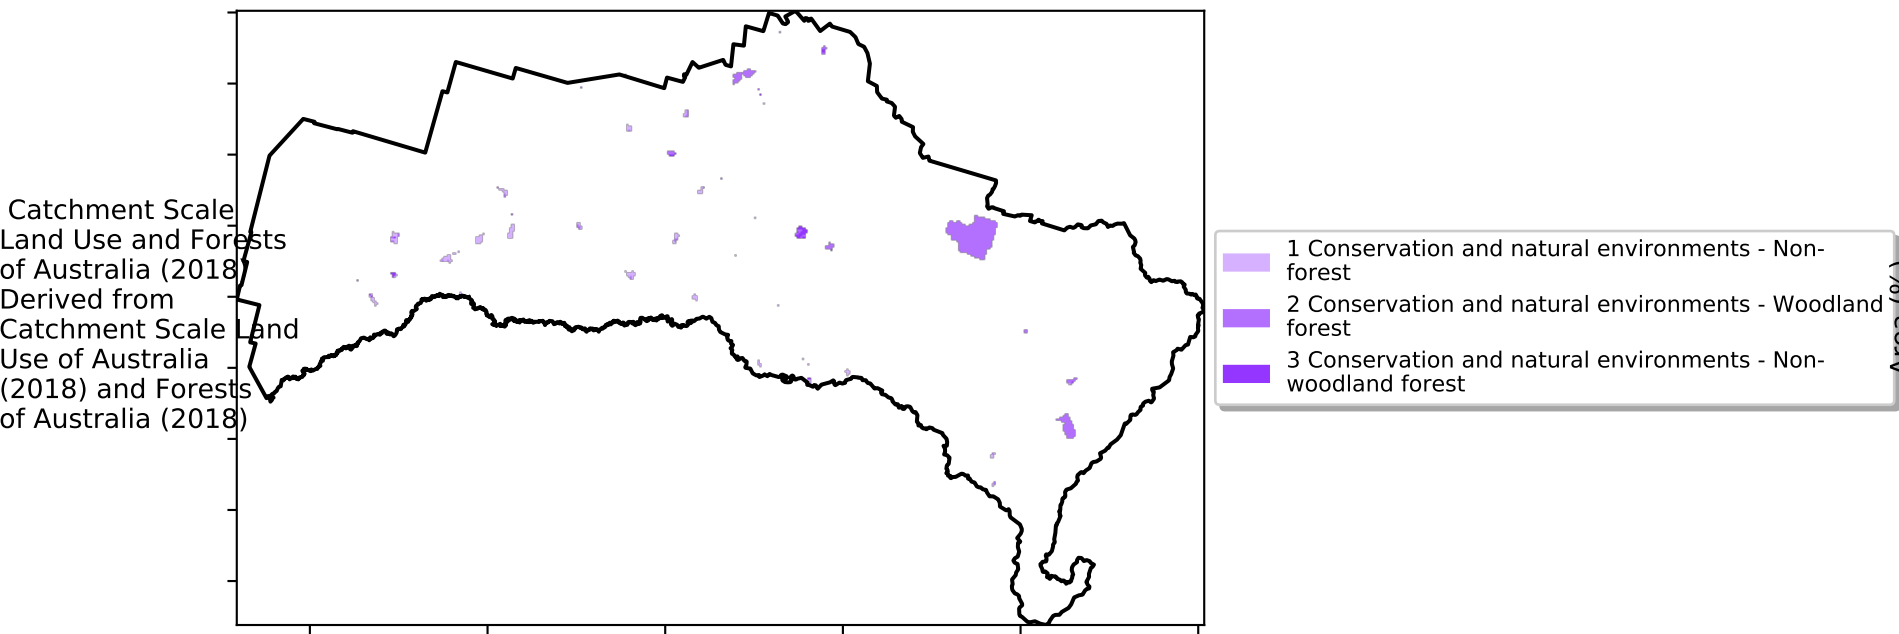 Catchment Scale
Land Use and Forests
of Australia (2018)
Derived from
Catchment Scale Land
Use of Australia
(2018) and Forests
of Australia (2018)
1 Conservation and natural environments - Non-
forest
2 Conservation and natural environments - Woodland
forest
3 Conservation and natural environments - Non-
woodland forest